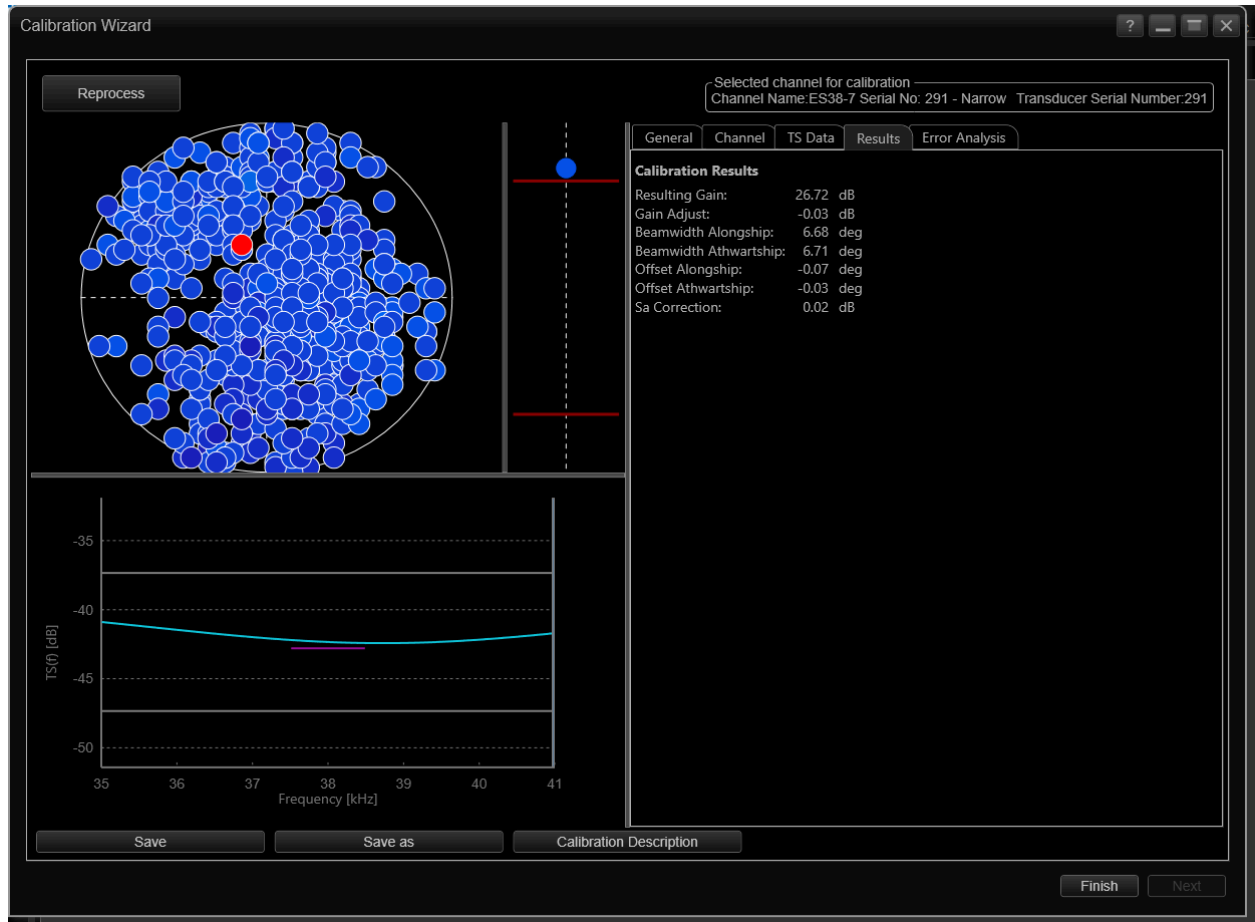 Calibration Wizard
?
Reprocess
Selected channel for calibration
Channel Name:ES38-7 Serial No: 291 - Narrow Transducer Serial Number:291
General Channel TS Data Results Error Analysis
Calibration Results
Resulting Gain: 26.72 dB
Gain Adjust: -0.03 dB
Beamwidth Alongship: 6.68 deg
Beamwidth Athwartship: 6.71 deg
Offset Alongship: -0.07 deg
Offset Athwartship: -0.03 deg
Sa Correction: 0.02 dB
TS(f) [dB]
-35
-40
-45
-50
35 36 37 38 39 40 41
Frequency [kHz]
Save Save as Calibration Description
Finish Next